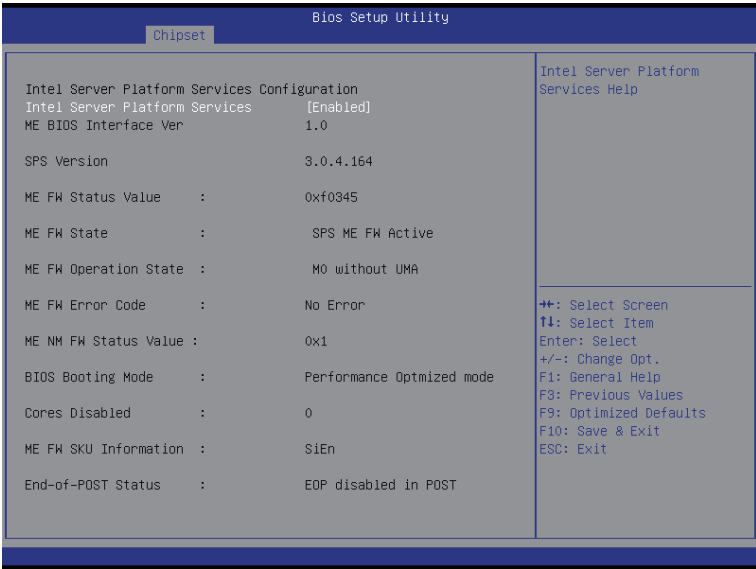 Bios Setup Utility
Chipset
Intel Server Platform Services Configuration
Intel Server Platform Services [Enabled]
ME BIOS Interface Ver 1.0
SPS Version 3.0.4.164
ME FW Status Value : 0xf0345
ME FW State : SPS ME FW Active
ME FW Operation State : M0 without UMA
ME FW Error Code : No Error
ME NM FW Status Value : 0x1
BIOS Booting Mode : Performance Optmized mode
Cores Disabled : 0
ME FW SKU Information : SiEn
End-of-POST Status : EOP disabled in POST
Intel Server Platform
Services Help
→←: Select Screen
↑↓: Select Item
Enter: Select
+/-: Change Opt.
F1: General Help
F3: Previous Values
F9: Optimized Defaults
F10: Save & Exit
ESC: Exit